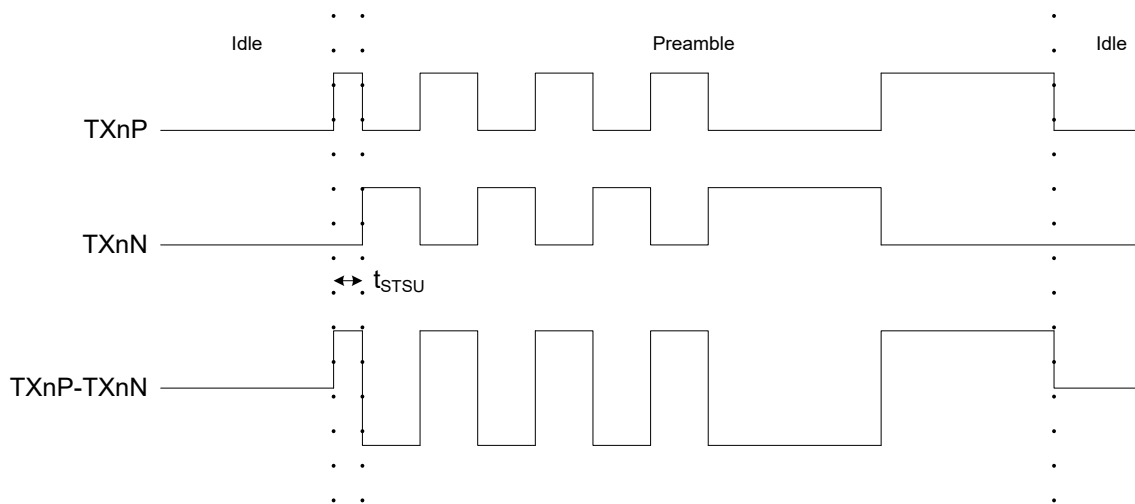 Idle Preamble Idle
TXnP
TXnN
tSTSU
TXnP-TXnN